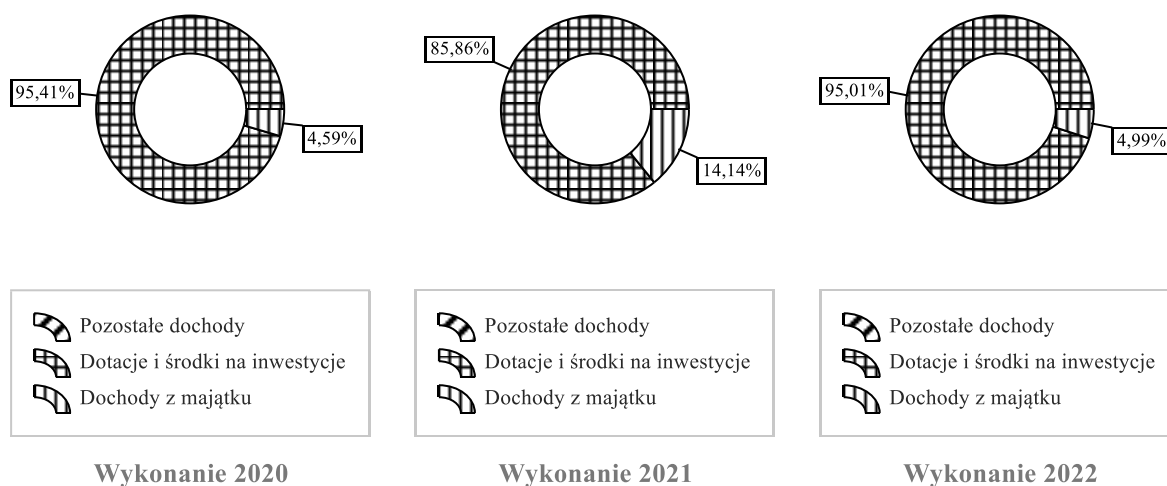 95,41%
4,59%
Pozostałe dochody
Dotacje i środki na inwestycje
Dochody z majątku
Wykonanie 2020
85,86%
14,14%
Pozostałe dochody
Dotacje i środki na inwestycje
Dochody z majątku
Wykonanie 2021
95,01%
4,99%
Pozostałe dochody
Dotacje i środki na inwestycje
Dochody z majątku
Wykonanie 2022